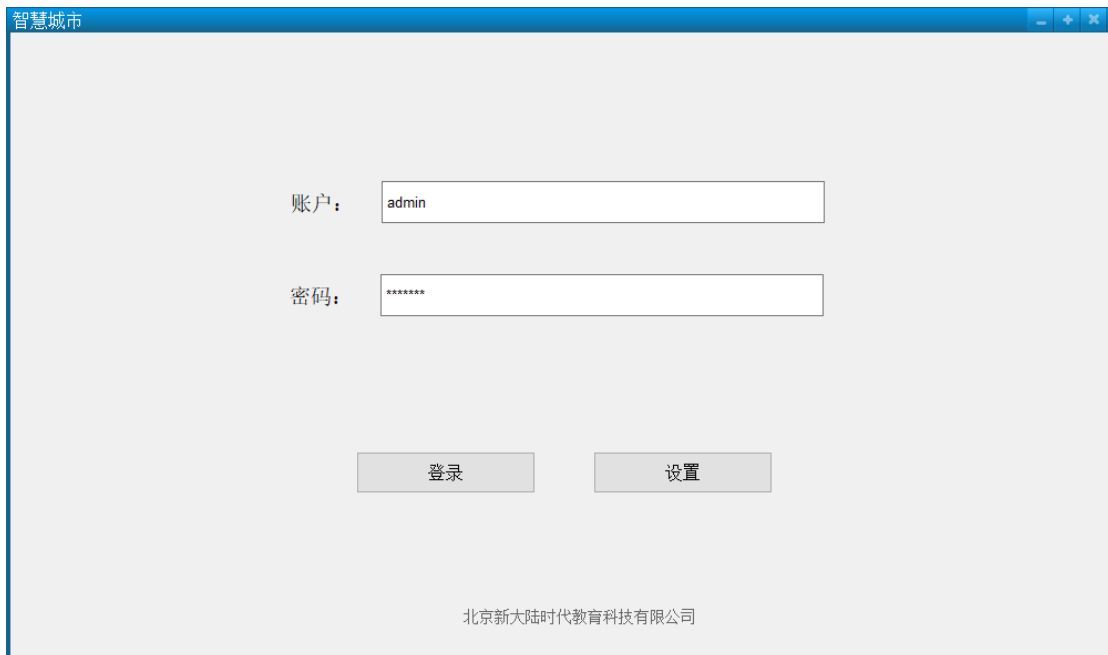 智慧城市
账户： admin
密码： *******
登录 设置
北京新大陆时代教育科技有限公司